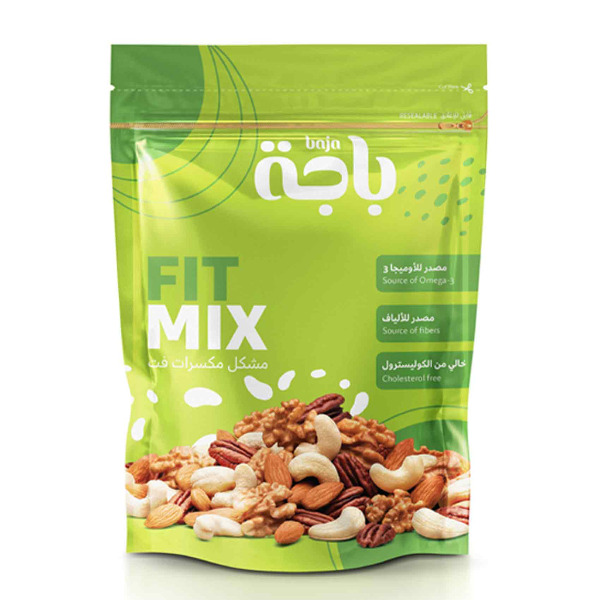 RESEALABLE
baja
باجة
FIT
MIX
مشكل مكسرات فت
مصدر للأوميجا 3
Source of Omega-3
مصدر للألياف
Source of fibers
خالي من الكوليسترول
Cholesterol free